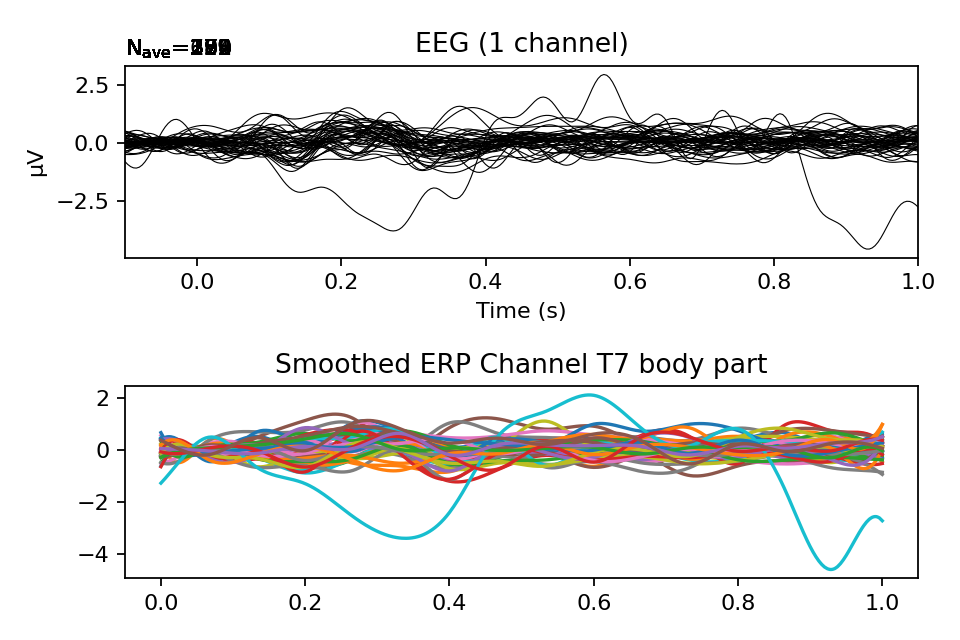 N_ave=
EEG (1 channel)
2.5
0.0
−2.5
µV
0.0 0.2 0.4 0.6 0.8 1.0
Time (s)
Smoothed ERP Channel T7 body part
2
0
−2
−4
0.0 0.2 0.4 0.6 0.8 1.0